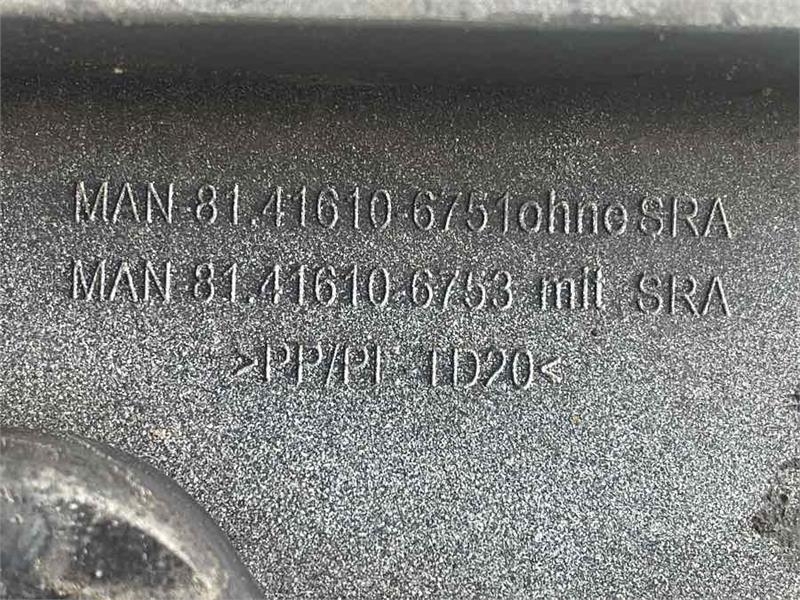 MAN 81.41610 6751 ohne SRA
MAN 81.41610 6753 mit SRA
>PP/PE TD20<